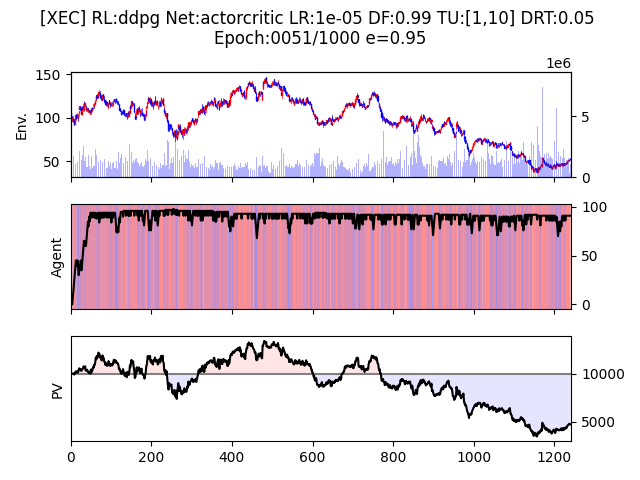 [XEC] RL:ddpg Net:actorcritic LR:1e-05 DF:0.99 TU:[1,10] DRT:0.05
Epoch:0051/1000 e=0.95
1e6
150
100
50
Env.
5
0
Agent
100
50
0
PV
10000
5000
0 200 400 600 800 1000 1200